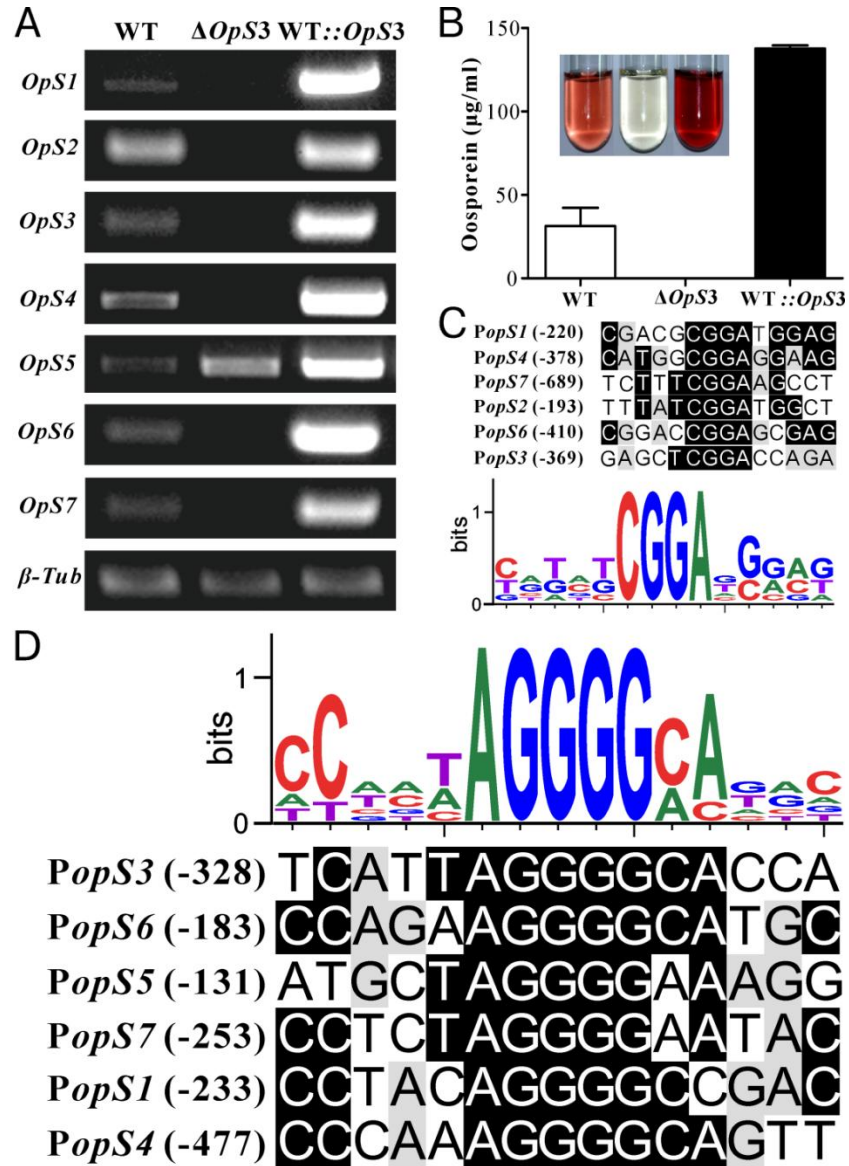 A
WT ΔOpS3 WT::OpS3
OpS1
OpS2
OpS3
OpS4
OpS5
OpS6
OpS7
β-Tub
B
Oosporein (µg/ml)
150
100
50
0
WT ΔOpS3 WT::OpS3
C
PopS1 (-220) CGACGCGGATGGAG
PopS4 (-378) CATGGCGGAGGAAG
PopS7 (-689) TCTTTCGGAAGCCT
PopS2 (-193) TTTATCGGATGGCT
PopS6 (-410) CGGACCGGAGCGAG
PopS3 (-369) GAGCTCGGACCAGA
bits
1
0
CGGA
D
bits
1
0
CCAATAGGGGCAGAC
PopS3 (-328) TCATTAGGGGCACCA
PopS6 (-183) CCAGAAGGGGCATGC
PopS5 (-131) ATGCTAGGGGAAAGG
PopS7 (-253) CCTCTAGGGGAATAC
PopS1 (-233) CCTACAGGGGCCGAC
PopS4 (-477) CCCAAAGGGGCAGTT